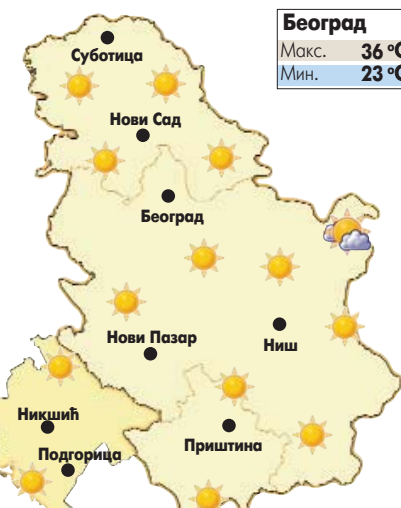 Београд
Макс. 36 °C
Мин. 23 °C
Суботица
Нови Сад
Београд
Нови Пазар
Ниш
Никшић
Приштина
Подгорица